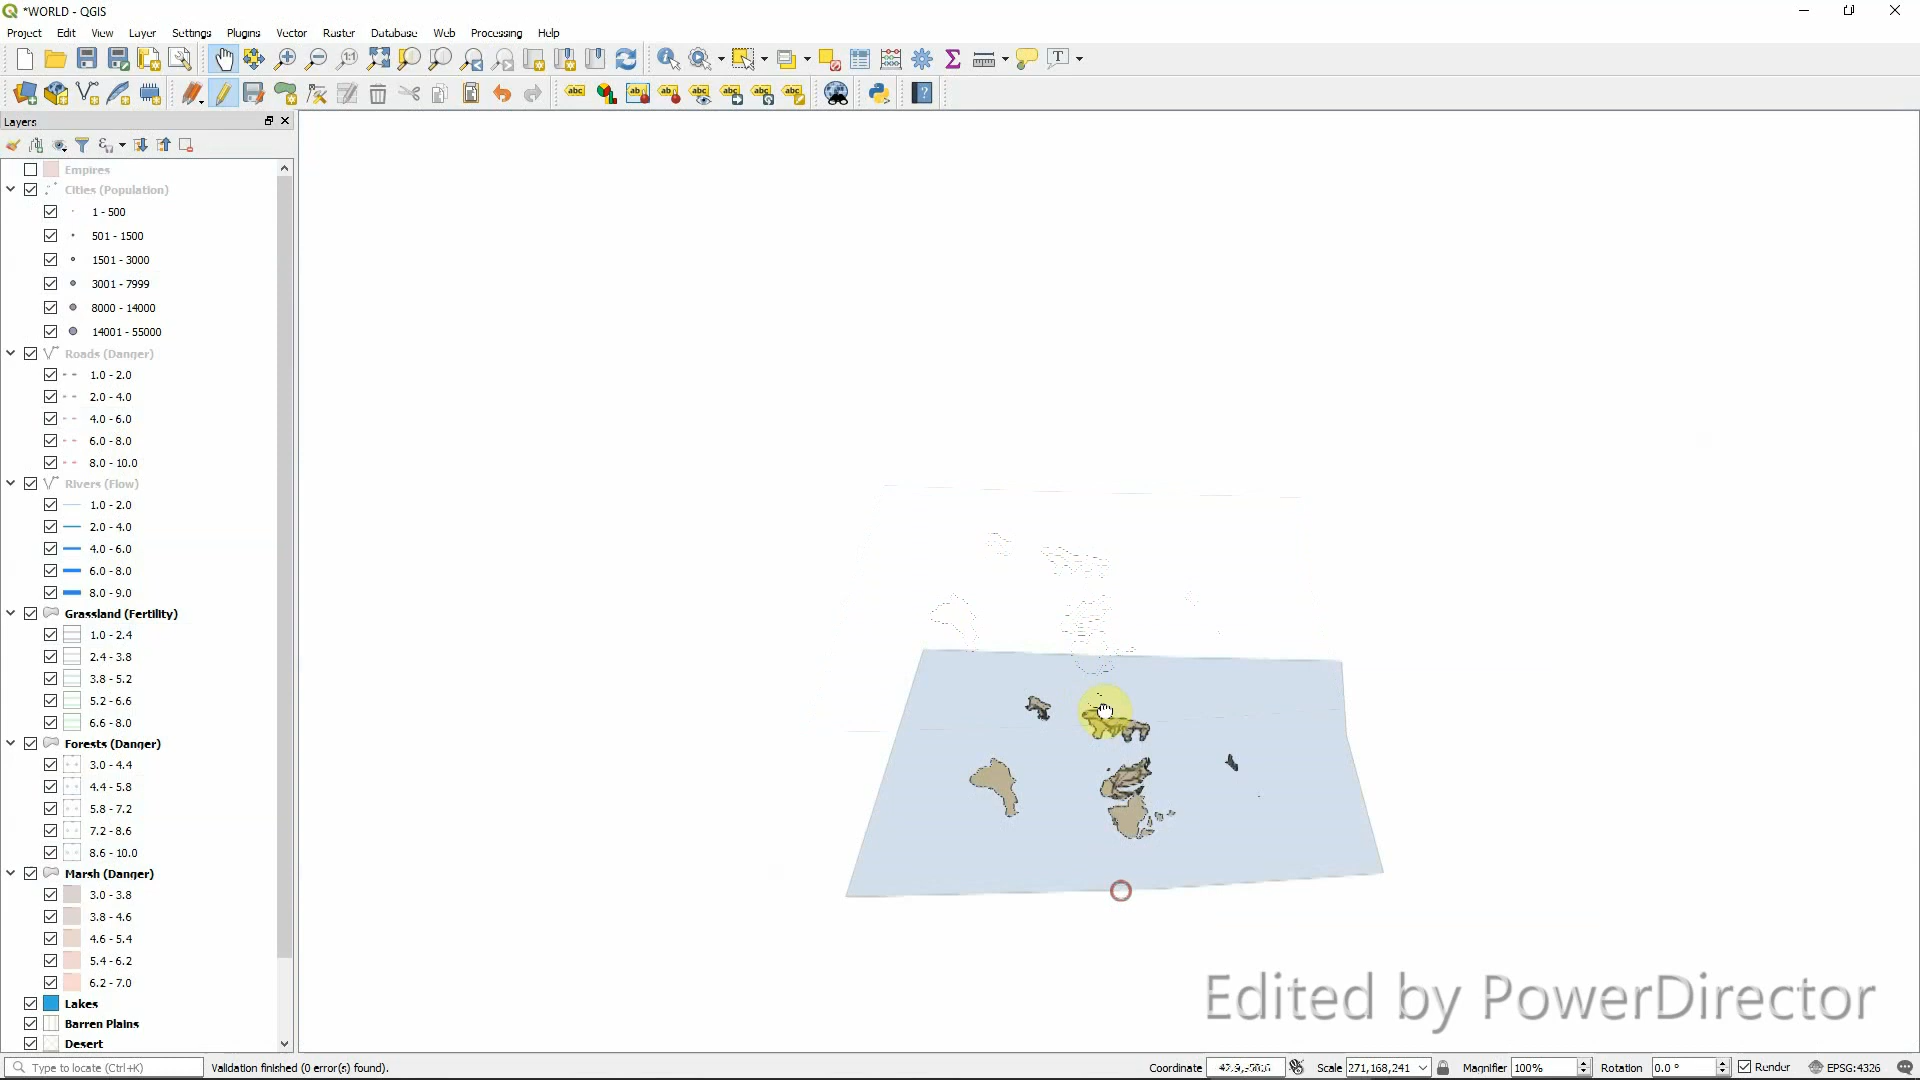 *WORLD - QGIS
Project Edit View Layer Settings Plugins Vector Raster Database Web Processing Help
Layers
Empires
Cities (Population)
1 - 500
501 - 1500
1501 - 3000
3001 - 7999
8000 - 14000
14001 - 55000
Roads (Danger)
1.0 - 2.0
2.0 - 4.0
4.0 - 6.0
6.0 - 8.0
8.0 - 10.0
Rivers (Flow)
1.0 - 2.0
2.0 - 4.0
4.0 - 6.0
6.0 - 8.0
8.0 - 9.0
Grassland (Fertility)
1.0 - 2.4
2.4 - 3.8
3.8 - 5.2
5.2 - 6.6
6.6 - 8.0
Forests (Danger)
3.0 - 4.4
4.4 - 5.8
5.8 - 7.2
7.2 - 8.6
8.6 - 10.0
Marsh (Danger)
3.0 - 3.8
3.8 - 4.6
4.6 - 5.4
5.4 - 6.2
6.2 - 7.0
Lakes
Barren Plains
Desert
Edited by PowerDirector
Type to locate (Ctrl+K) Validation finished (0 error(s) found). Coordinate Scale 271,168,241 Magnifier 100% Rotation 0.0 ° Render EPSG:4326